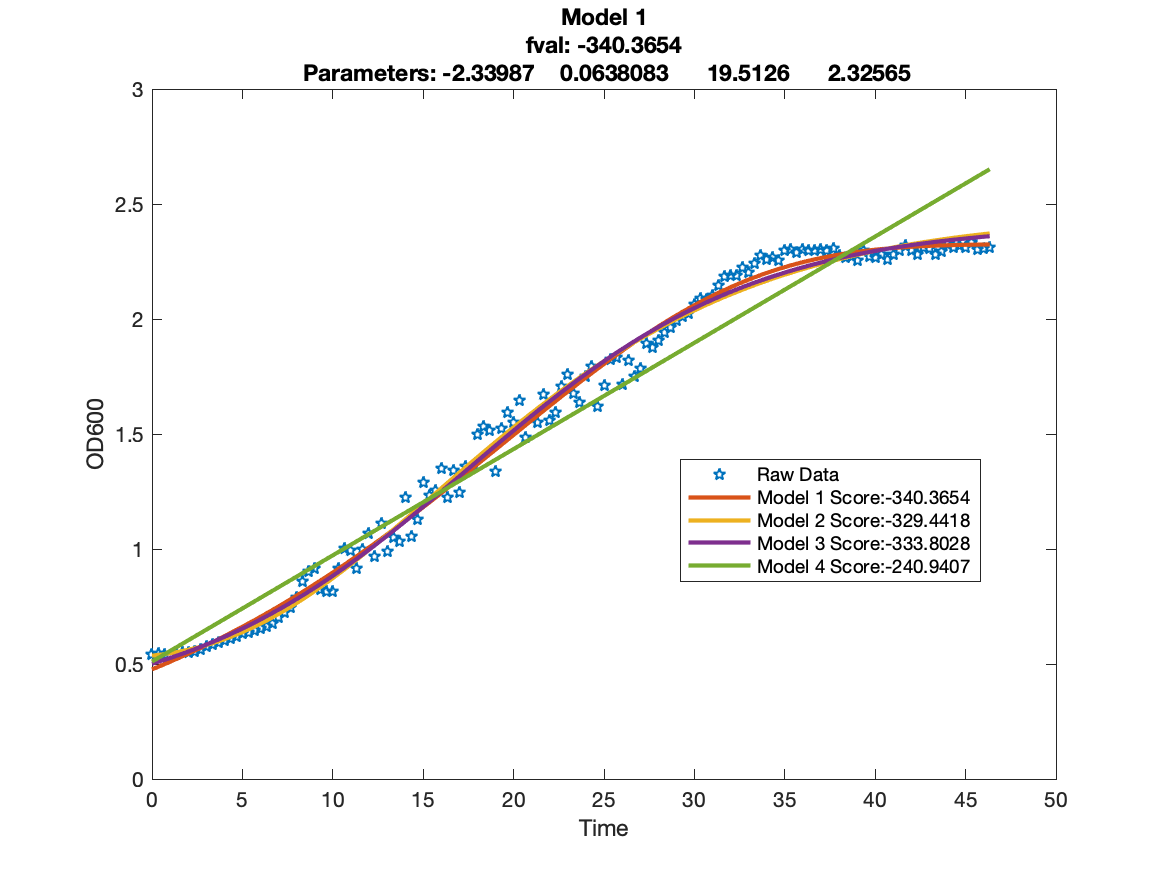 Model 1
fval: -340.3654
Parameters: -2.33987 0.0638083 19.5126 2.32565
3
2.5
2
1.5
1
0.5
0
OD600
Raw Data
Model 1 Score:-340.3654
Model 2 Score:-329.4418
Model 3 Score:-333.8028
Model 4 Score:-240.9407
0 5 10 15 20 25 30 35 40 45 50
Time